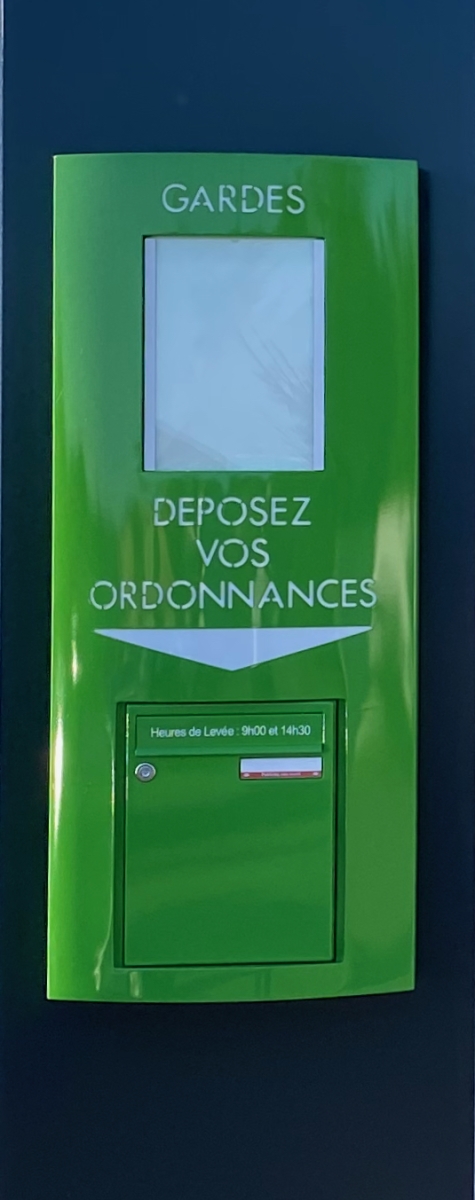 GARDES
DEPOSEZ
VOS
ORDONNANCES
Heures de Levée : 9h00 et 14h30